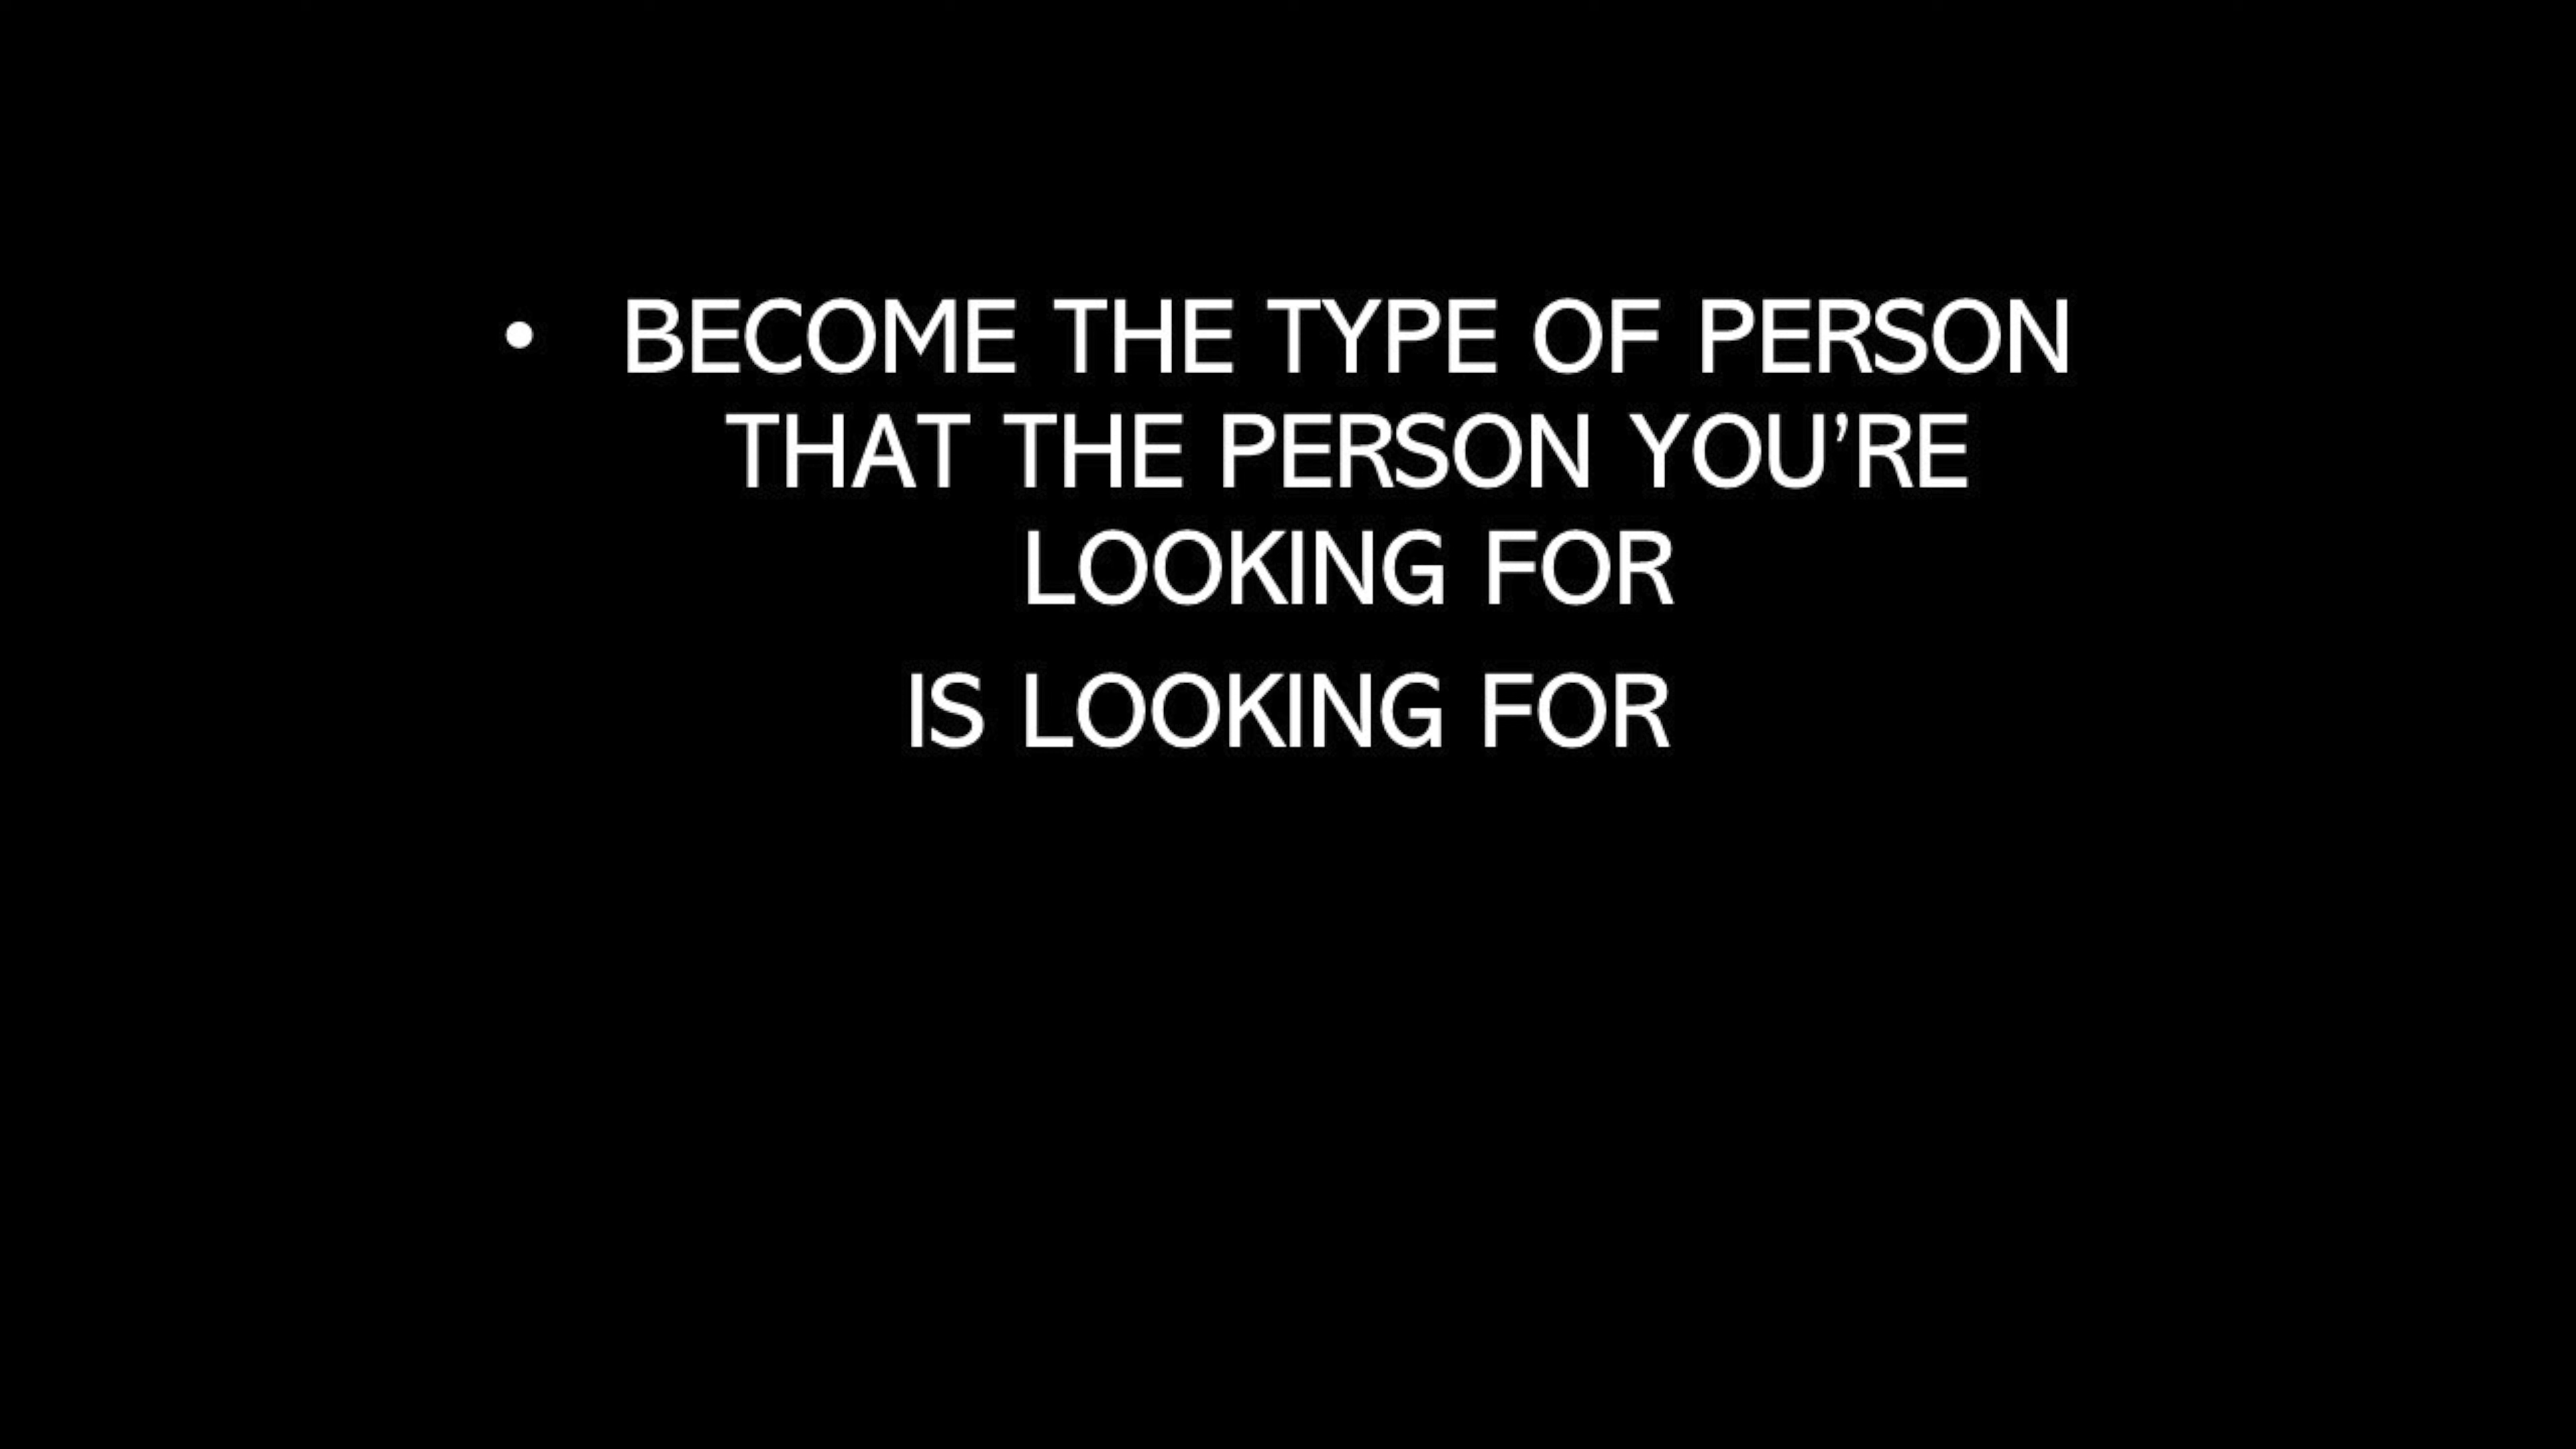 • BECOME THE TYPE OF PERSON
THAT THE PERSON YOU’RE
LOOKING FOR
IS LOOKING FOR